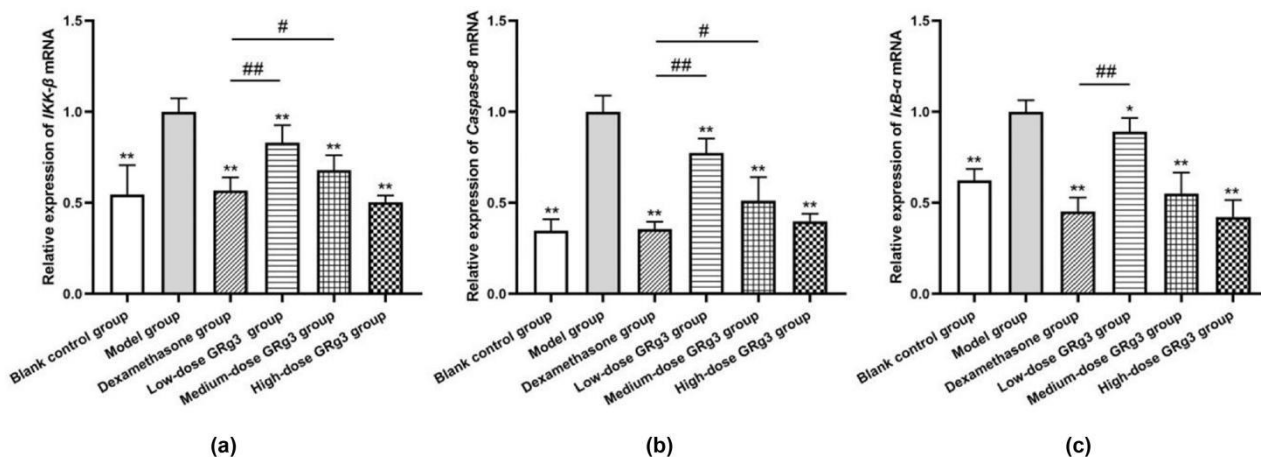 Relative expression of IKK-β mRNA
1.5
1.0
0.5
0.0
#
##
**
**
**
**
**
Blank control group
Model group
Dexamethasone group
Low-dose GRg3 group
Medium-dose GRg3 group
High-dose GRg3 group
(a)
Relative expression of Caspase-8 mRNA
1.5
1.0
0.5
0.0
#
##
**
**
**
**
**
Blank control group
Model group
Dexamethasone group
Low-dose GRg3 group
Medium-dose GRg3 group
High-dose GRg3 group
(b)
Relative expression of IκB-α mRNA
1.5
1.0
0.5
0.0
##
**
**
*
**
**
Blank control group
Model group
Dexamethasone group
Low-dose GRg3 group
Medium-dose GRg3 group
High-dose GRg3 group
(c)